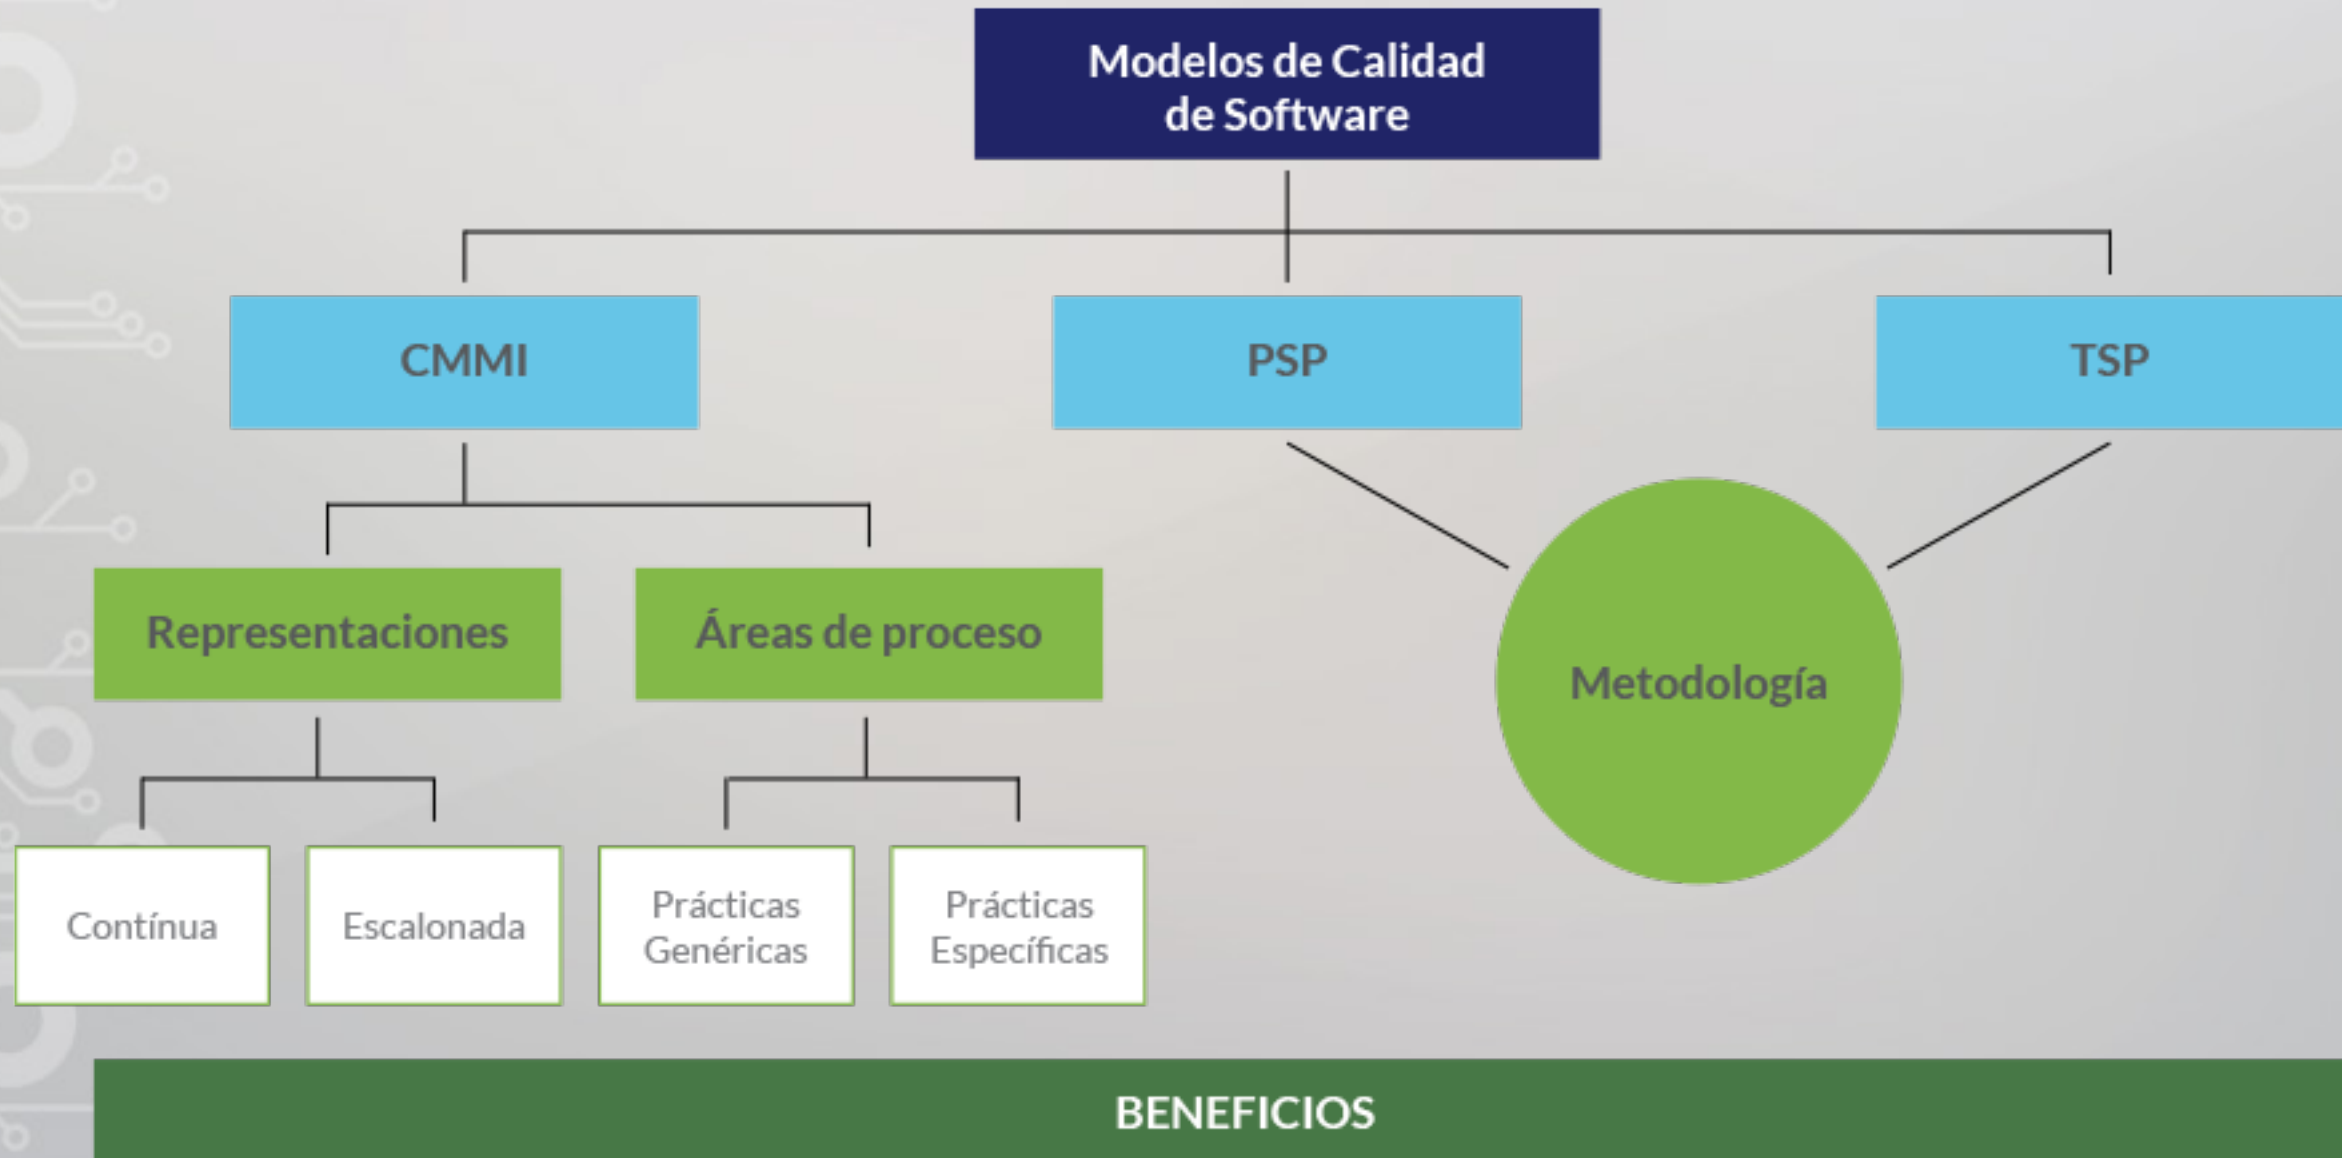 Modelos de Calidad
de Software
CMMI
PSP
TSP
Representaciones
Áreas de proceso
Metodología
Contínua
Escalonada
Prácticas
Genéricas
Prácticas
Específicas
BENEFICIOS